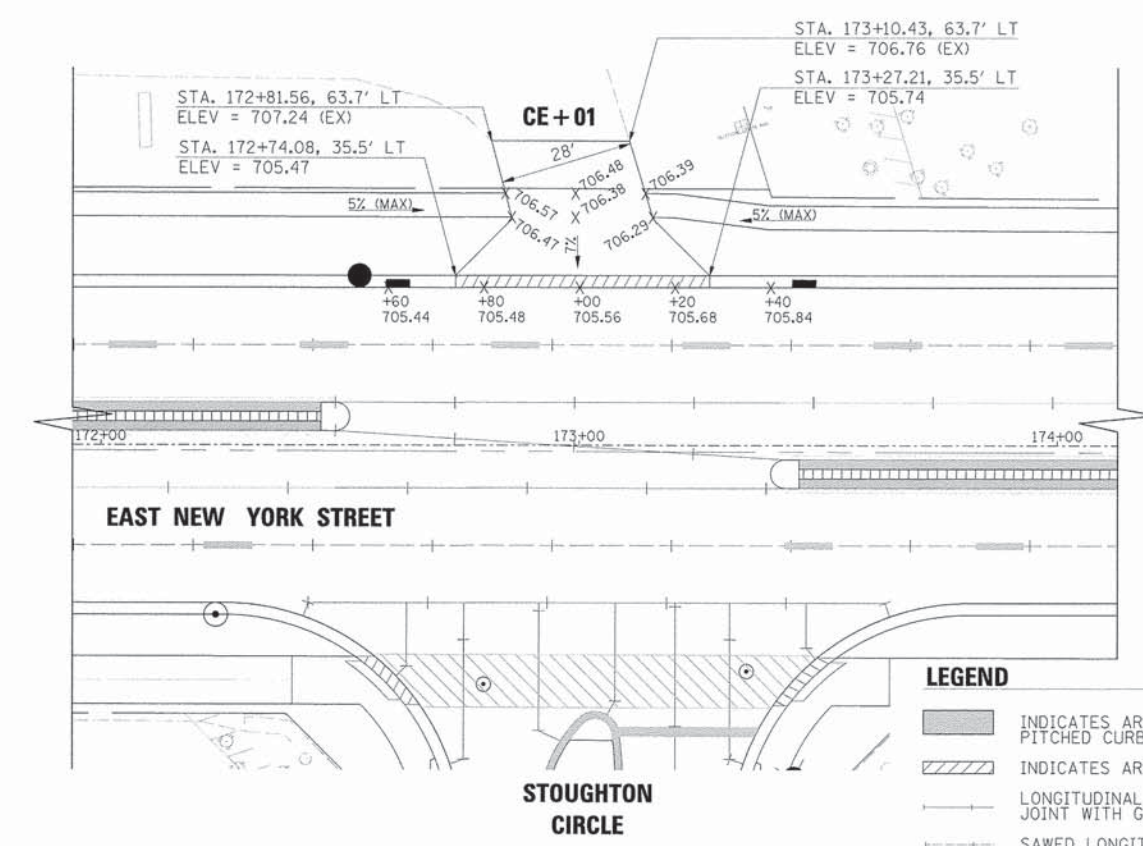 STA. 173+10.43, 63.7' LT
ELEV = 706.76 (EX)
STA. 173+27.21, 35.5' LT
ELEV = 705.74
STA. 172+81.56, 63.7' LT
ELEV = 707.24 (EX)
CE+01
STA. 172+74.08, 35.5' LT
ELEV = 705.47
28'
706.48
706.39
706.57
706.38
5% (MAX)
5% (MAX)
706.47
7%
706.29
+60
705.44
+80
705.48
+00
705.56
+20
705.68
+40
705.84
172+00
173+00
174+00
EAST NEW YORK STREET
LEGEND
INDICATES AR
PITCHED CURB
INDICATES AR
LONGITUDINAL
JOINT WITH G
SAWED LONGIT
STOUGHTON
CIRCLE